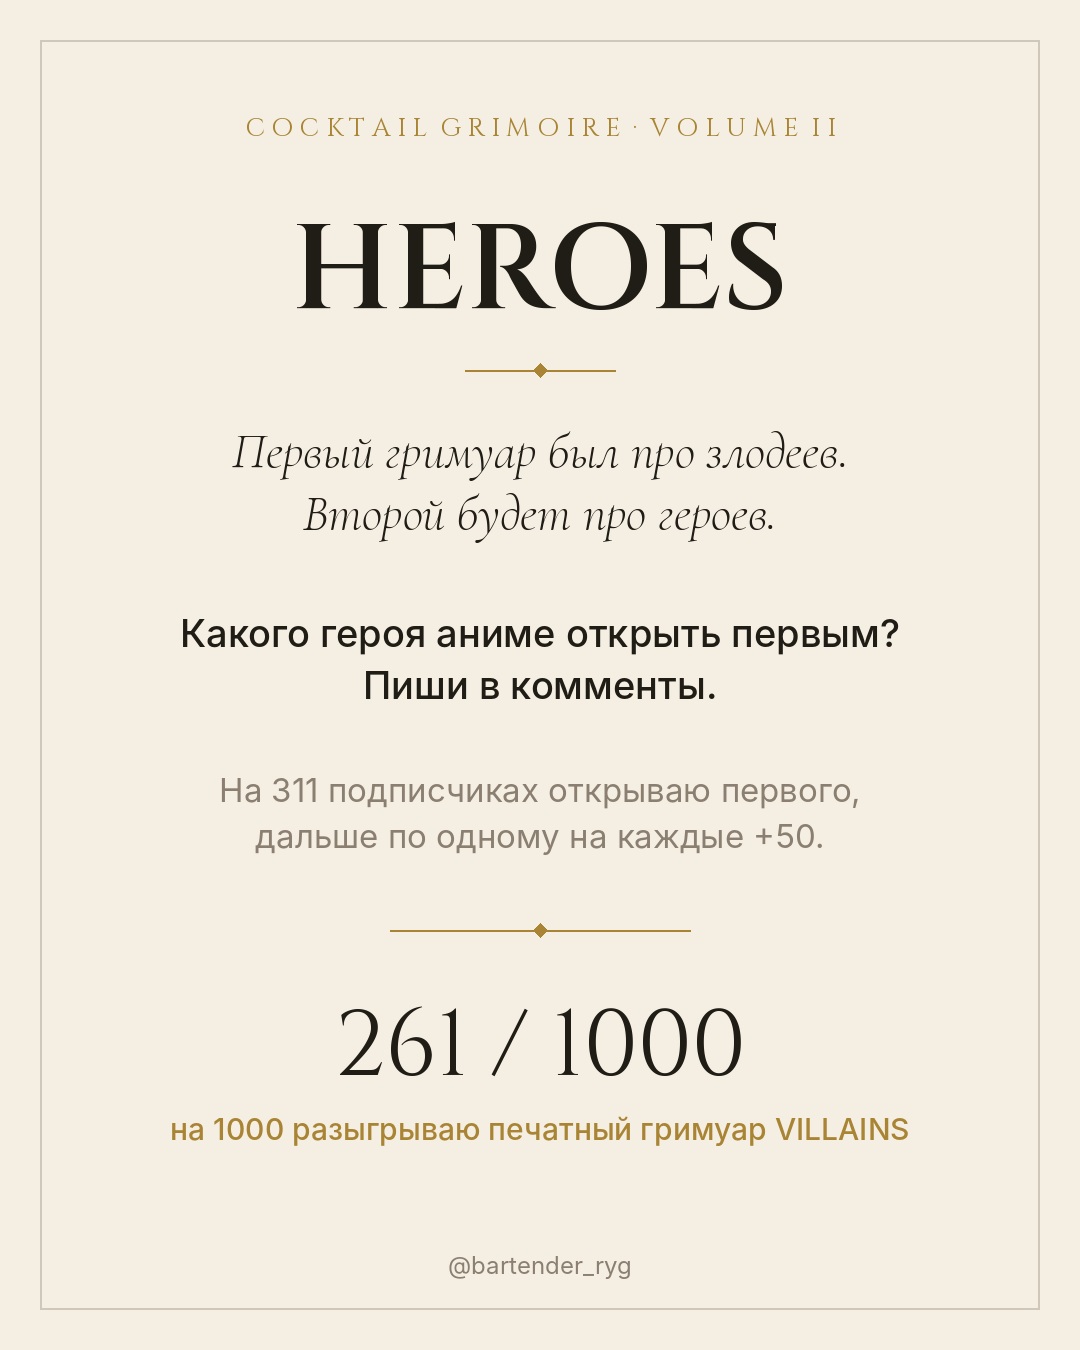 COCKTAIL GRIMOIRE · VOLUME II
HEROES
Первый гримуар был про злодеев.
Второй будет про героев.
Какого героя аниме открыть первым?
Пиши в комменты.
На 311 подписчиках открываю первого,
дальше по одному на каждые +50.
261 / 1000
на 1000 разыгрываю печатный гримуар VILLAINS
@bartender_ryg